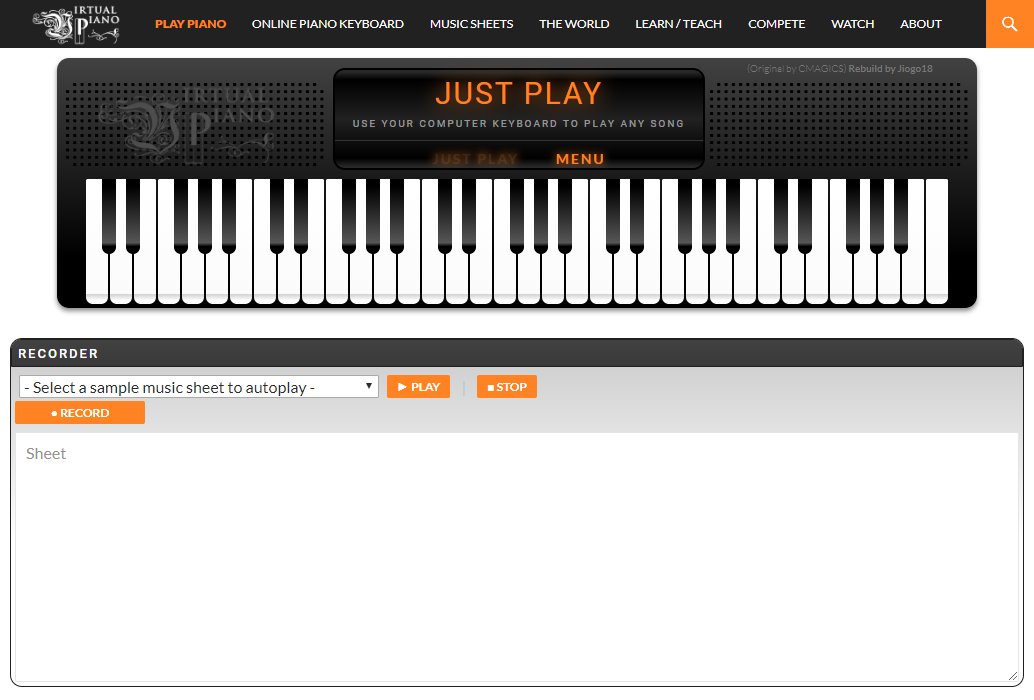 VIRTUAL PIANO
PLAY PIANO ONLINE PIANO KEYBOARD MUSIC SHEETS THE WORLD LEARN / TEACH COMPETE WATCH ABOUT
(Original by CMAGICS) Rebuild by Jiogo18
VIRTUAL PIANO
JUST PLAY
USE YOUR COMPUTER KEYBOARD TO PLAY ANY SONG
JUST PLAY MENU
RECORDER
- Select a sample music sheet to autoplay - ▼ ► PLAY | ■ STOP
● RECORD
Sheet